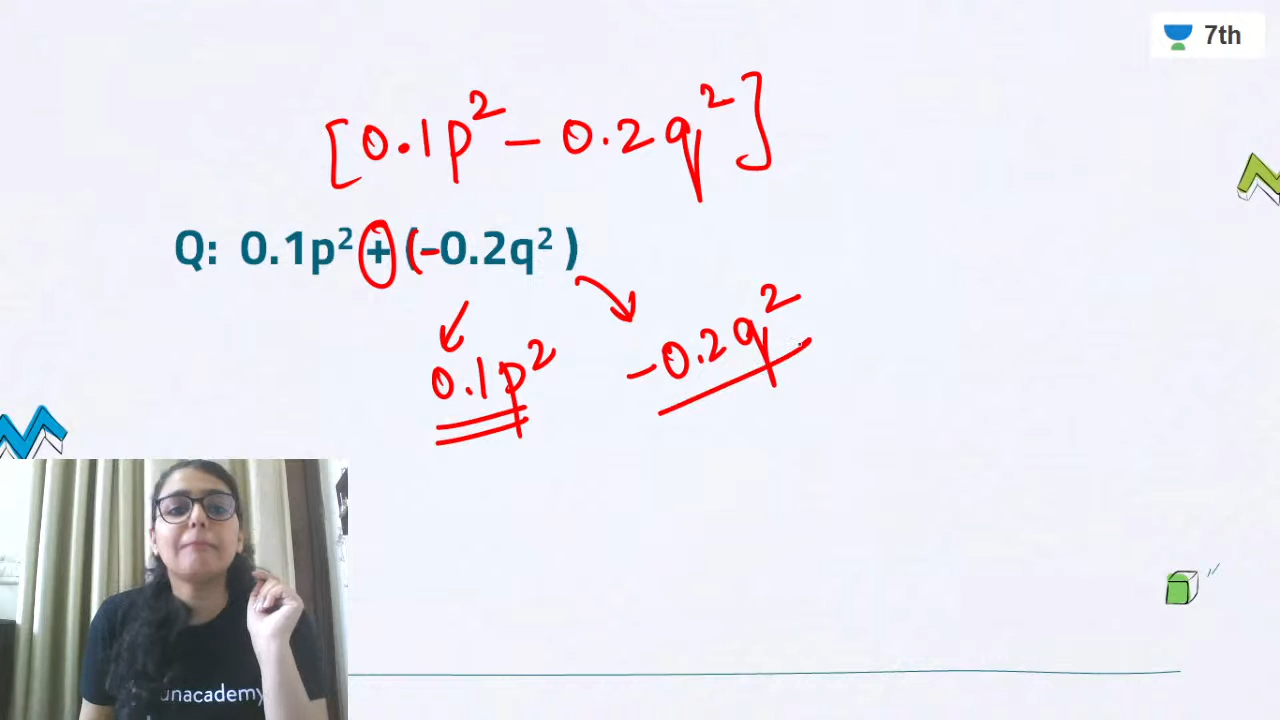 7th
[0.1p² - 0.2q²]
Q: 0.1p² + (-0.2q² )
0.1p² -0.2q²
unacademy